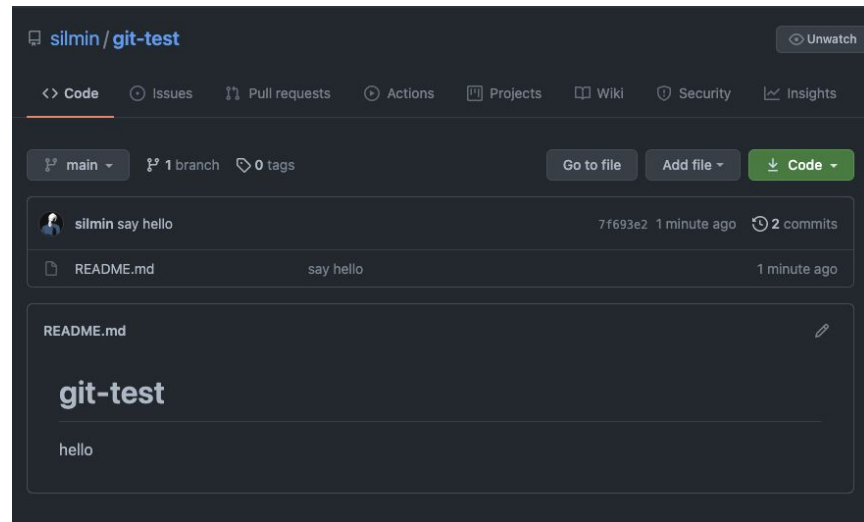 silmin / git-test
Unwatch
<> Code Issues Pull requests Actions Projects Wiki Security Insights
main 1 branch 0 tags Go to file Add file Code
silmin say hello 7f693e2 1 minute ago 2 commits
README.md say hello 1 minute ago
README.md
git-test
hello